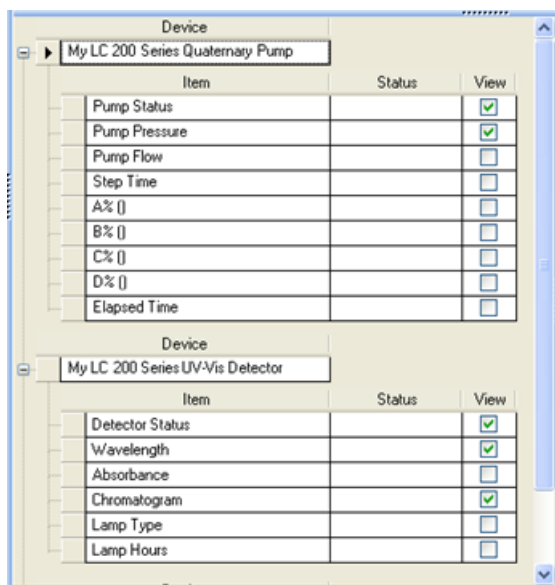 Device
My LC 200 Series Quaternary Pump
Item Status View
Pump Status
Pump Pressure
Pump Flow
Step Time
A% ()
B% ()
C% ()
D% ()
Elapsed Time
Device
My LC 200 Series UV-Vis Detector
Item Status View
Detector Status
Wavelength
Absorbance
Chromatogram
Lamp Type
Lamp Hours